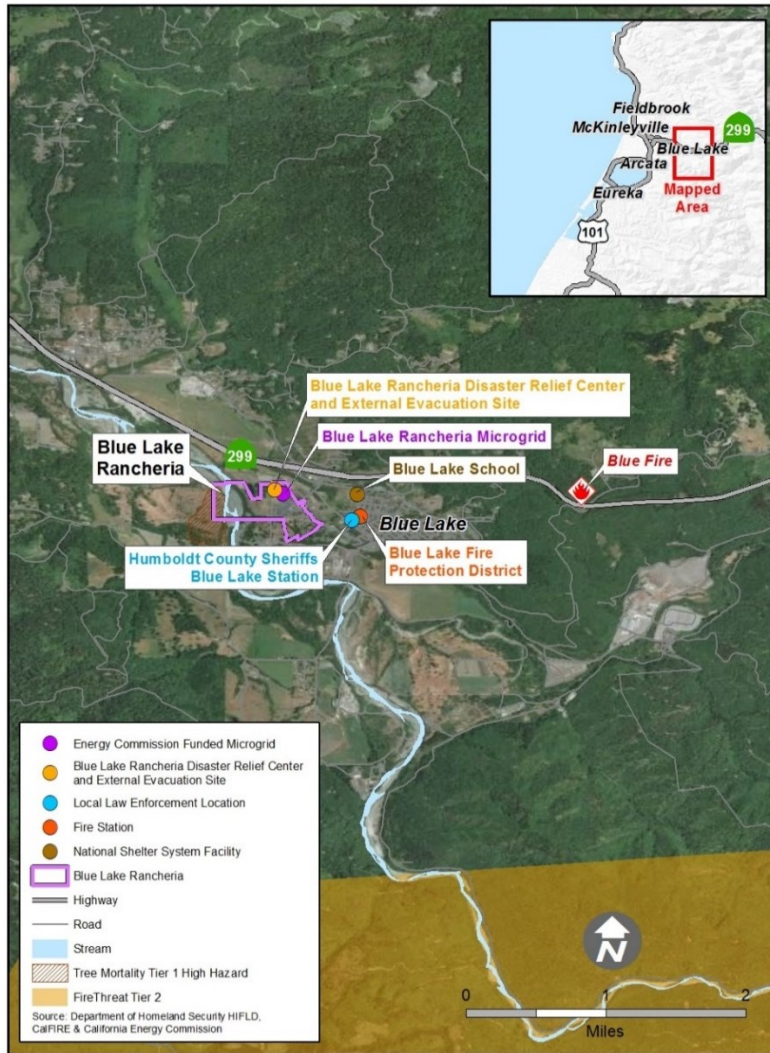 Fieldbrook
McKinleyville
299
Blue Lake
Arcata
Mapped
Area
Eureka
101
Blue Lake Rancheria Disaster Relief Center
and External Evacuation Site
Blue Lake Rancheria Microgrid
Blue Lake
Rancheria
299
Blue Lake School
Blue Fire
Blue Lake
Humboldt County Sheriffs
Blue Lake Station
Blue Lake Fire
Protection District
Energy Commission Funded Microgrid
Blue Lake Rancheria Disaster Relief Center
and External Evacuation Site
Local Law Enforcement Location
Fire Station
National Shelter System Facility
Blue Lake Rancheria
Highway
Road
Stream
Tree Mortality Tier 1 High Hazard
FireThreat Tier 2
Source: Department of Homeland Security HIFLD,
CalFIRE & California Energy Commission
N
0 1 2
Miles